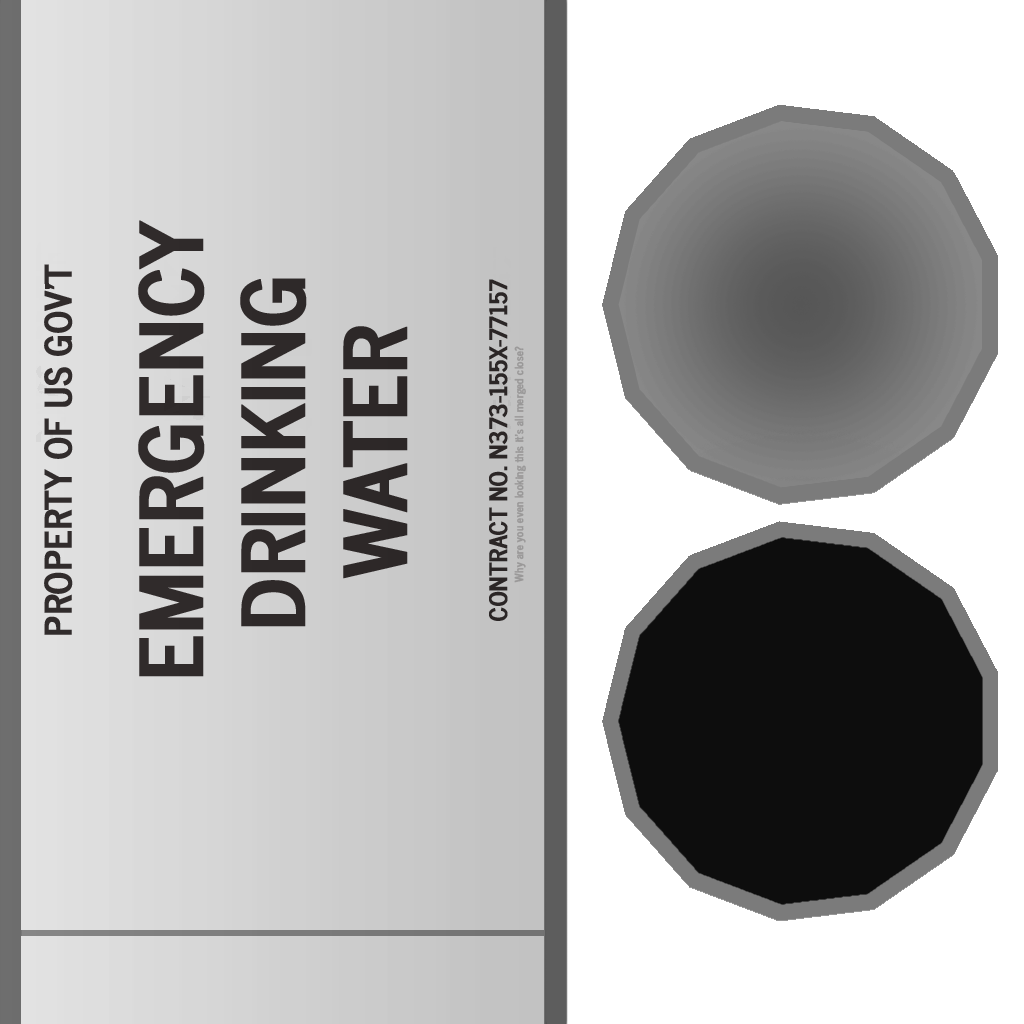 PROPERTY OF US GOV'T
EMERGENCY
DRINKING
WATER
CONTRACT NO. N373-155X-77157
Why are you even looking this it's all merged close?